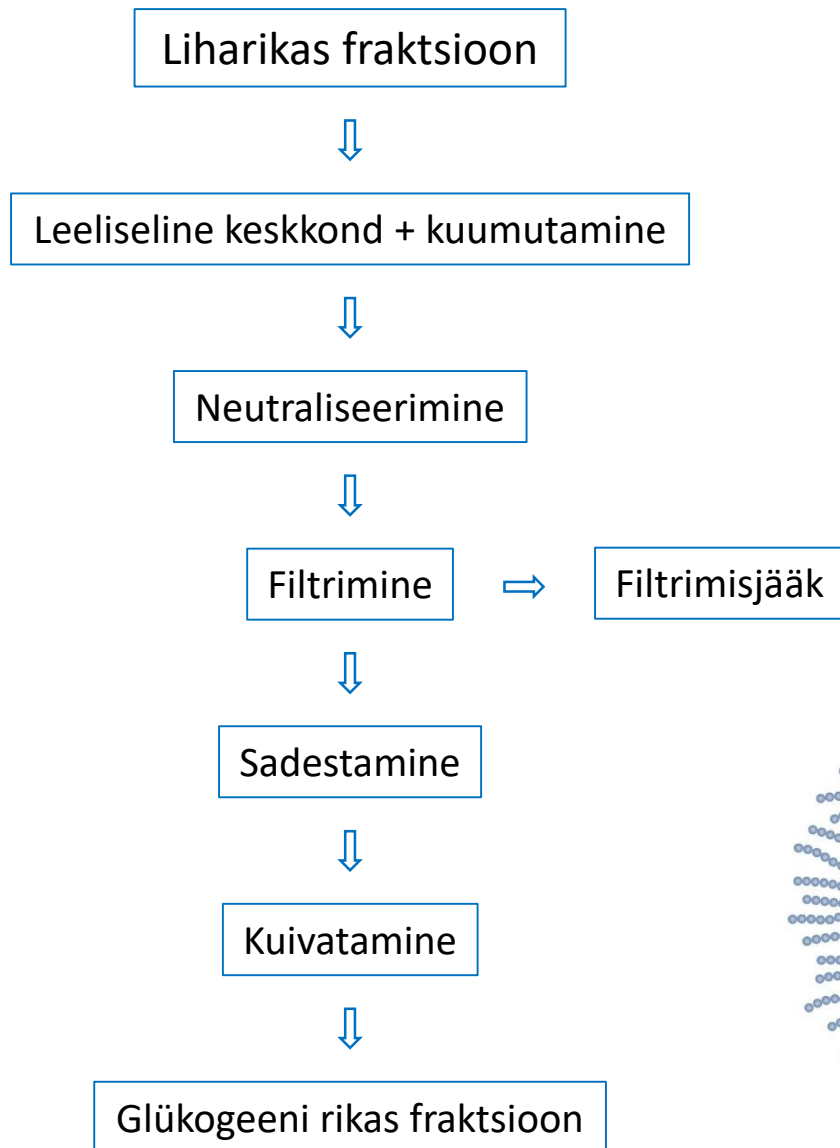 Liharikas fraktsioon
Leeliseline keskkond + kuumutamine
Neutraliseerimine
Filtrimine
Filtrimisjääk
Sadestamine
Kuivatamine
Glükogeeni rikas fraktsioon